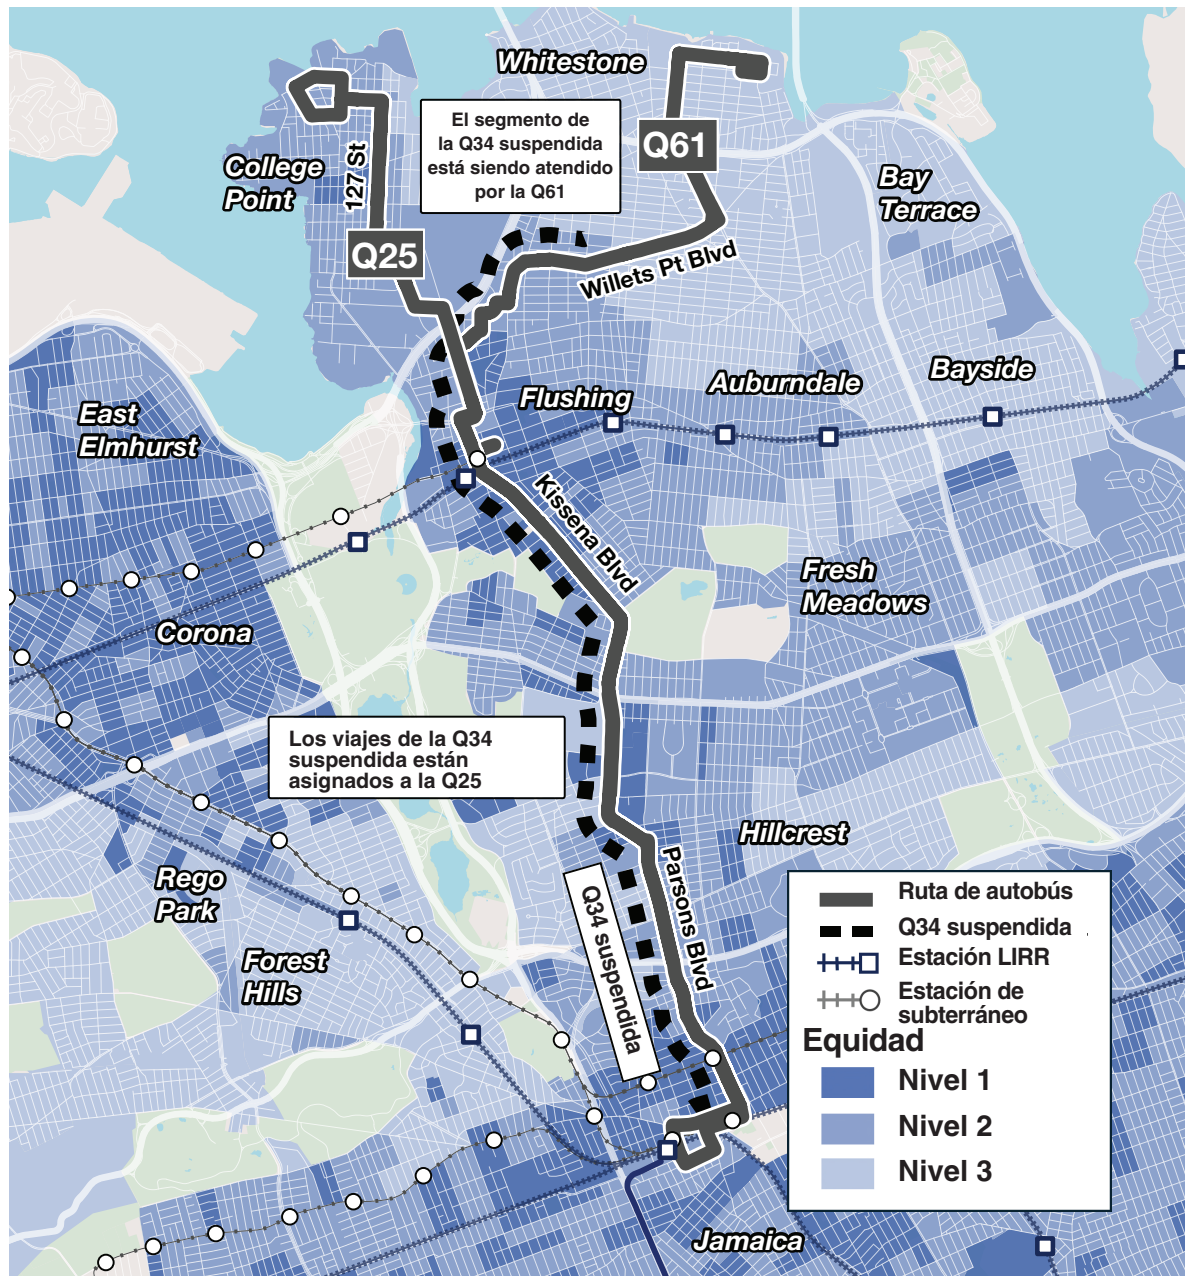 Whitestone
El segmento de
la Q34 suspendida
está siendo atendido
por la Q61
Q61
College
Point
127 St
Bay
Terrace
Q25
Willets Pt Blvd
East
Elmhurst
Flushing
Auburndale
Bayside
Kissena Blvd
Fresh
Meadows
Corona
Los viajes de la Q34
suspendida están
asignados a la Q25
Hillcrest
Rego
Park
Parsons Blvd
Q34 suspendida
Forest
Hills
Ruta de autobús
Q34 suspendida
Estación LIRR
Estación de
subterráneo
Equidad
Nivel 1
Nivel 2
Nivel 3
Jamaica